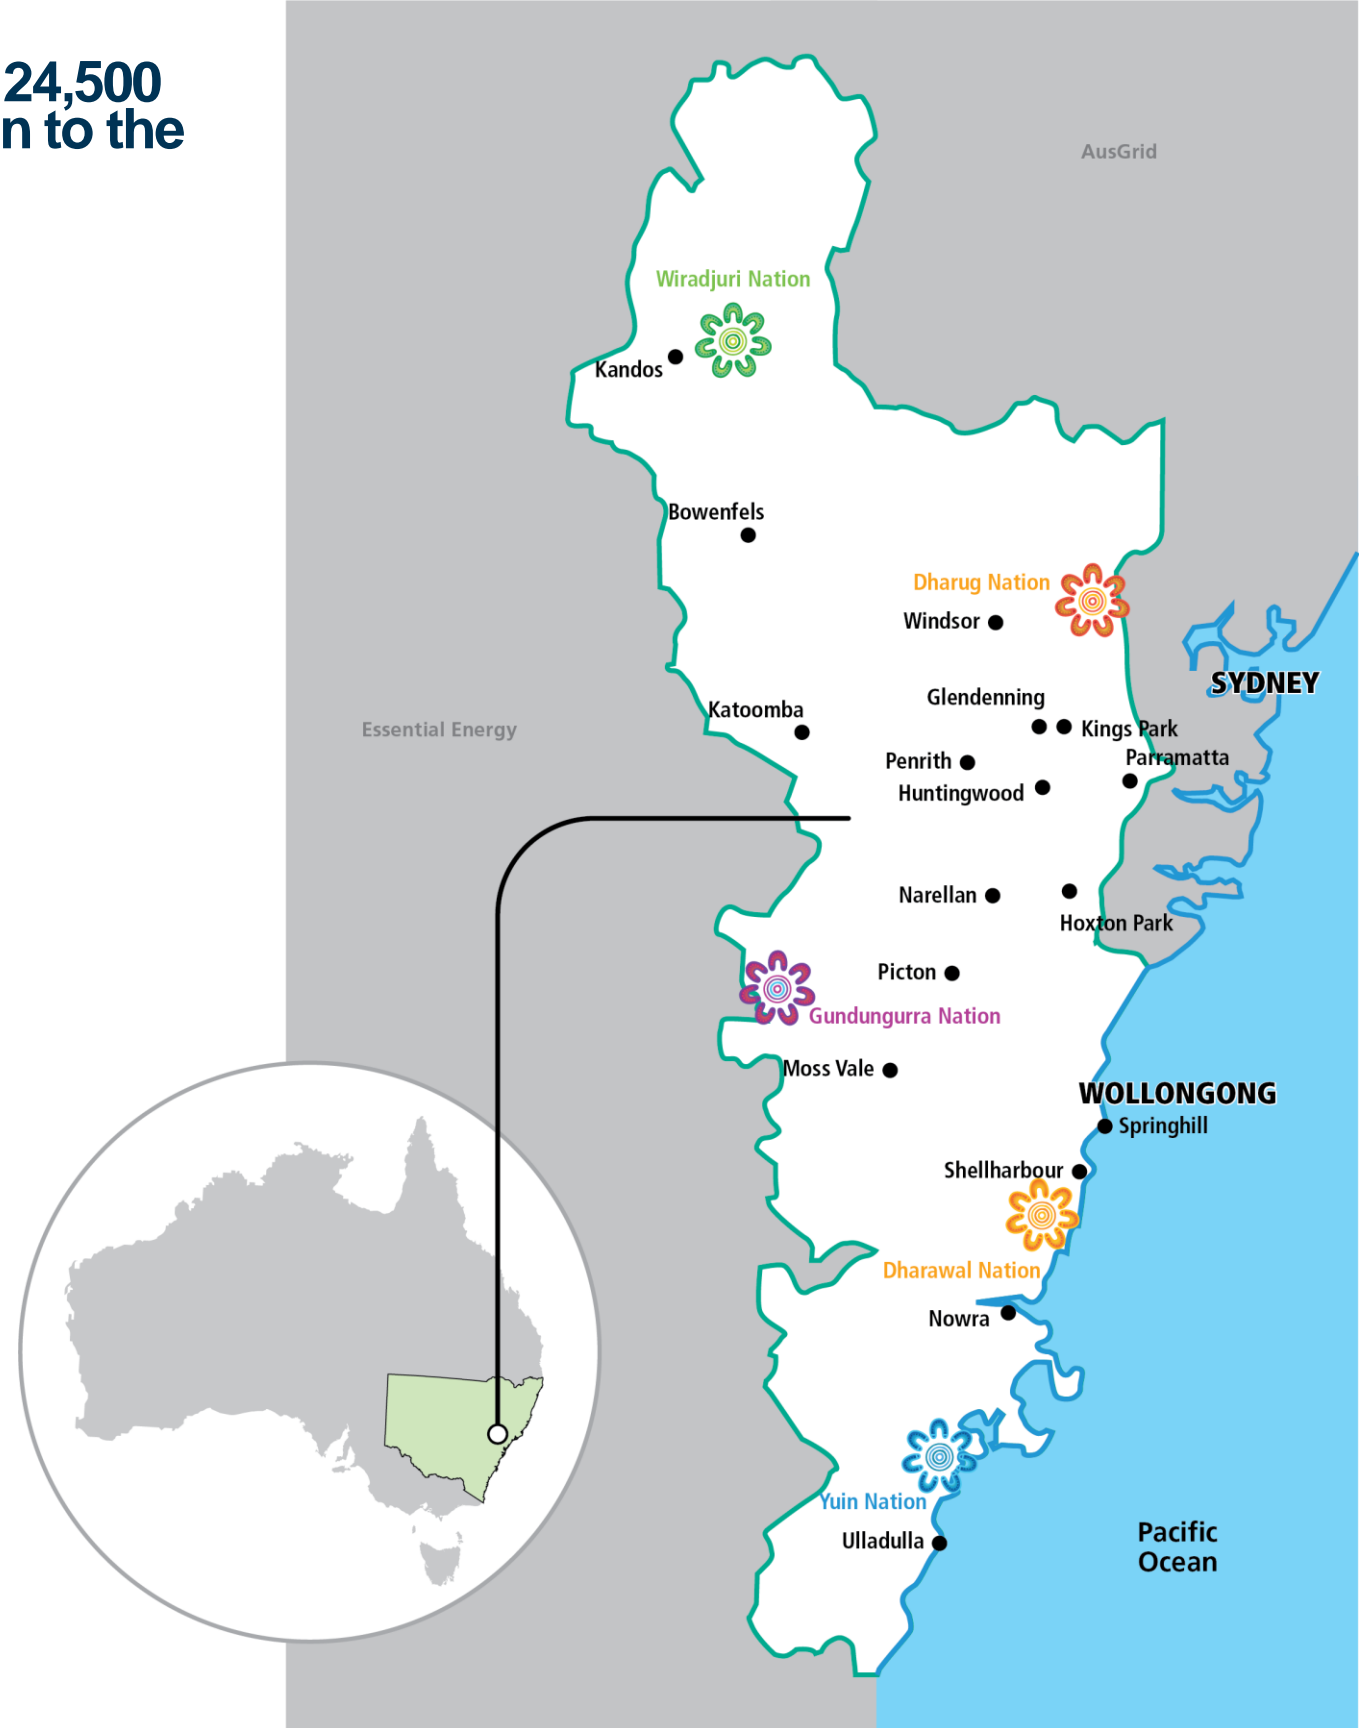 24,500
n to the
AusGrid
Wiradjuri Nation
Kandos
Bowenfels
Dharug Nation
Windsor
SYDNEY
Glendenning
Katoomba
Kings Park
Essential Energy
Parramatta
Penrith
Huntingwood
Narellan
Hoxton Park
Picton
Gundungurra Nation
Moss Vale
WOLLONGONG
Springhill
Shellharbour
Dharawal Nation
Nowra
Yuin Nation
Ulladulla
Pacific
Ocean